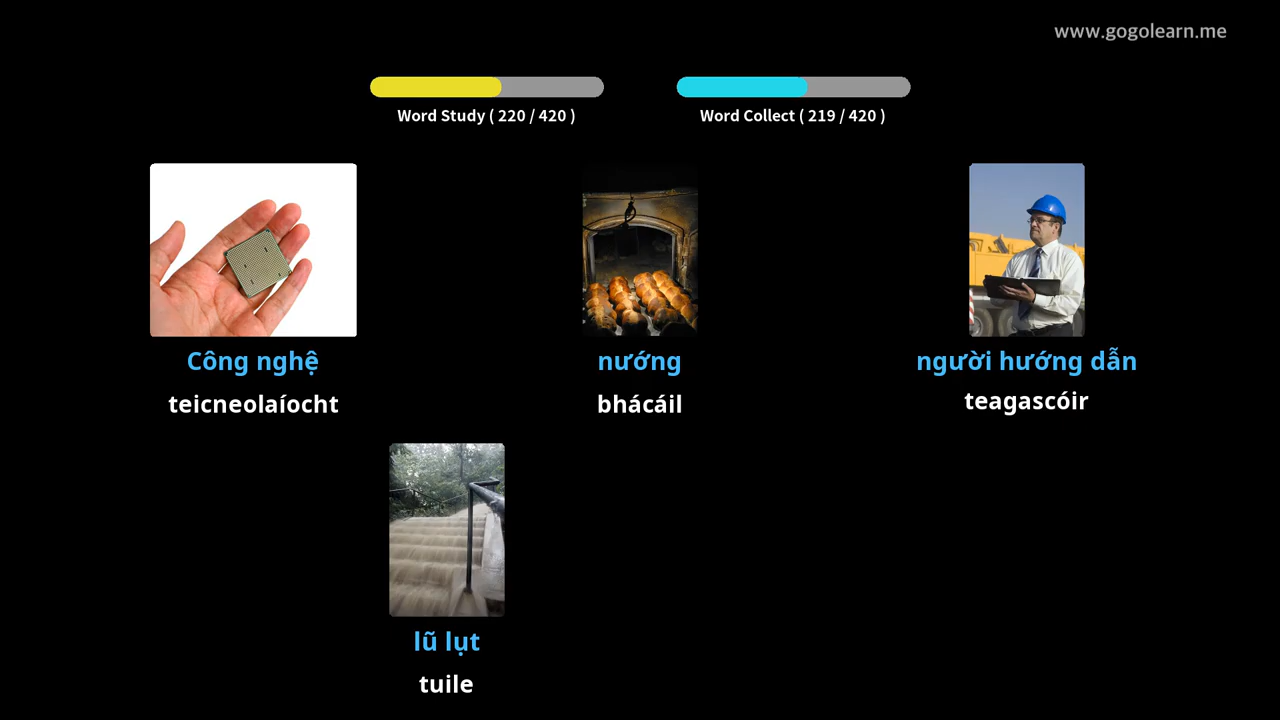 www.gogolearn.me
Word Study ( 220 / 420 )
Word Collect ( 219 / 420 )
Công nghệ
teicneolaíocht
nướng
bhácáil
người hướng dẫn
teagascóir
lũ lụt
tuile